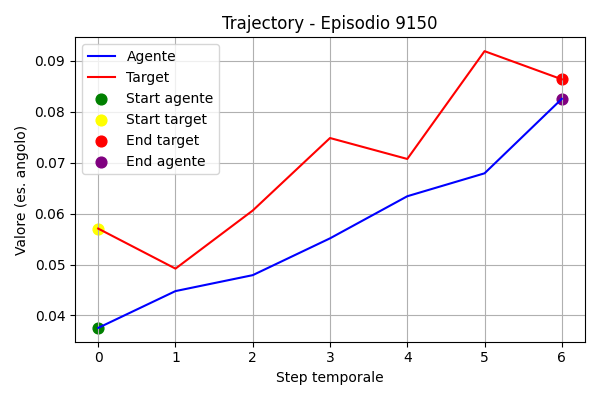 Trajectory - Episodio 9150
Valore (es. angolo)
0.09
0.08
0.07
0.06
0.05
0.04
Agente
Target
Start agente
Start target
End target
End agente
0 1 2 3 4 5 6
Step temporale